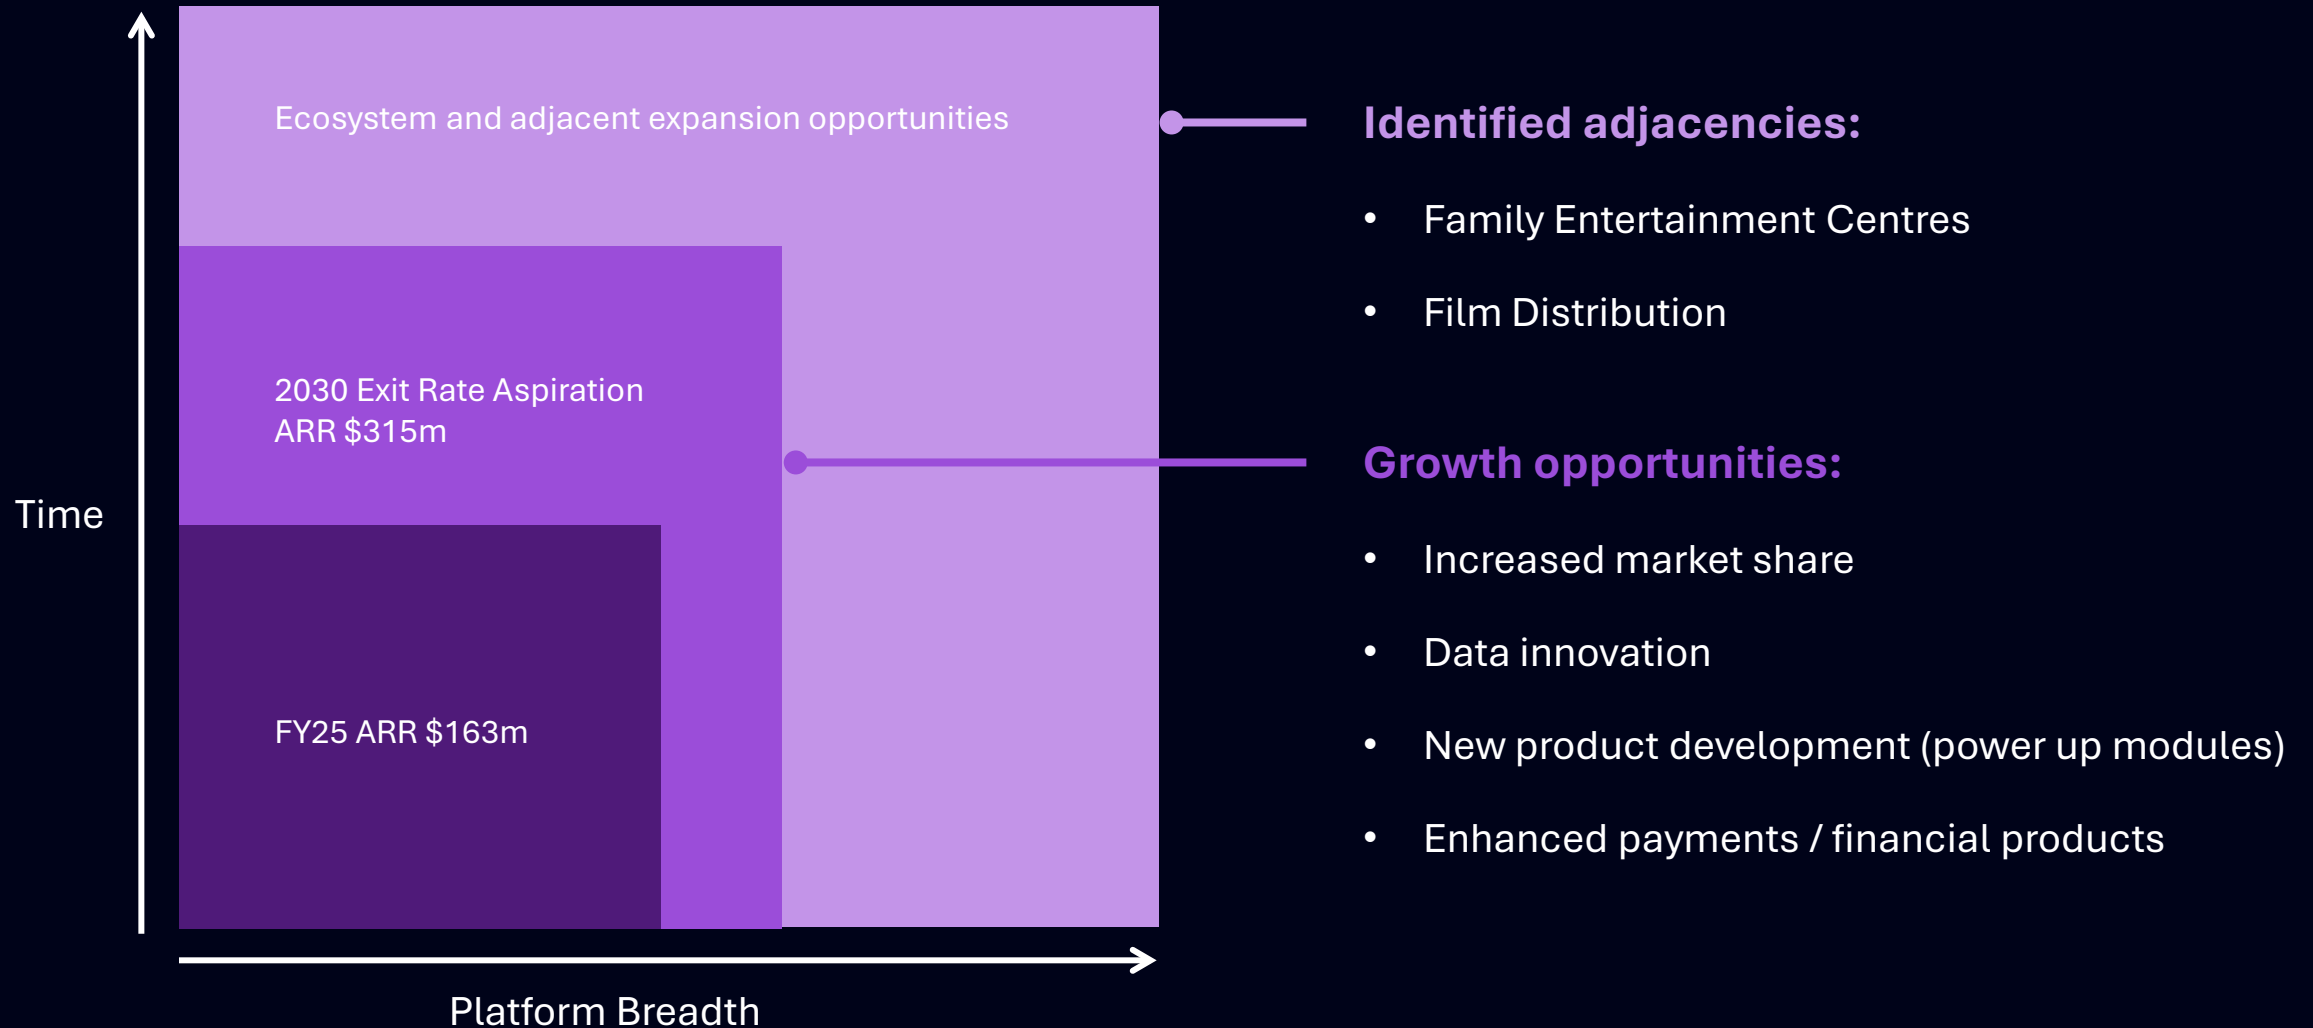 Ecosystem and adjacent expansion opportunities
2030 Exit Rate Aspiration
ARR $315m
FY25 ARR $163m
Time
Platform Breadth
Identified adjacencies:
• Family Entertainment Centres
• Film Distribution
Growth opportunities:
• Increased market share
• Data innovation
• New product development (power up modules)
• Enhanced payments / financial products